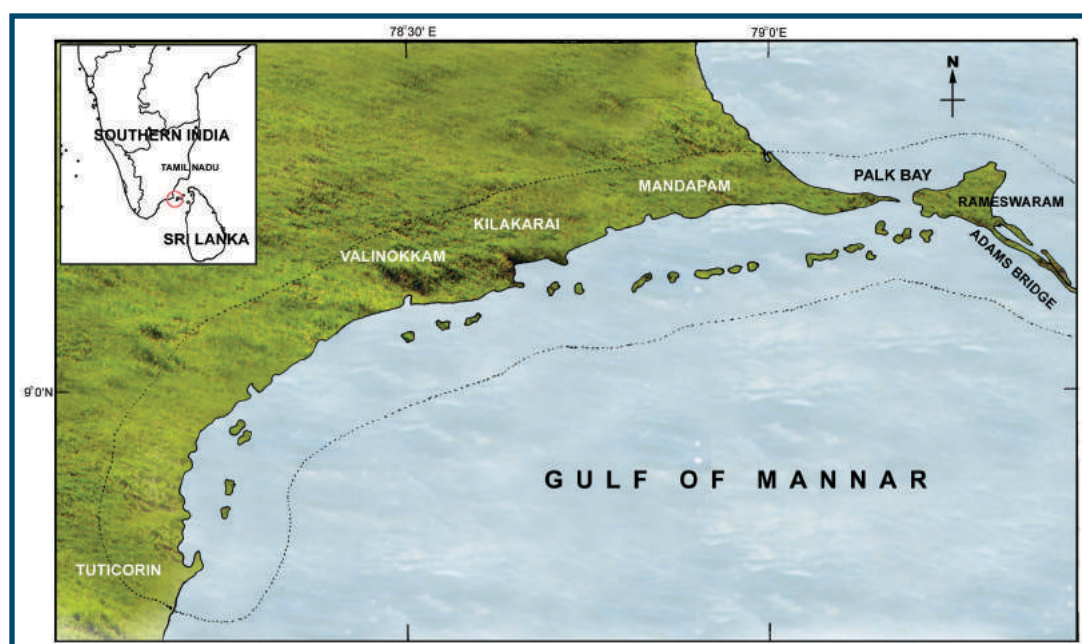 78°30' E
79°0'E
N
SOUTHERN INDIA
TAMIL NADU
SRI LANKA
PALK BAY
MANDAPAM
RAMESWARAM
KILAKARAI
ADAMS BRIDGE
VALINOKKAM
9°0'N
GULF OF MANNAR
TUTICORIN